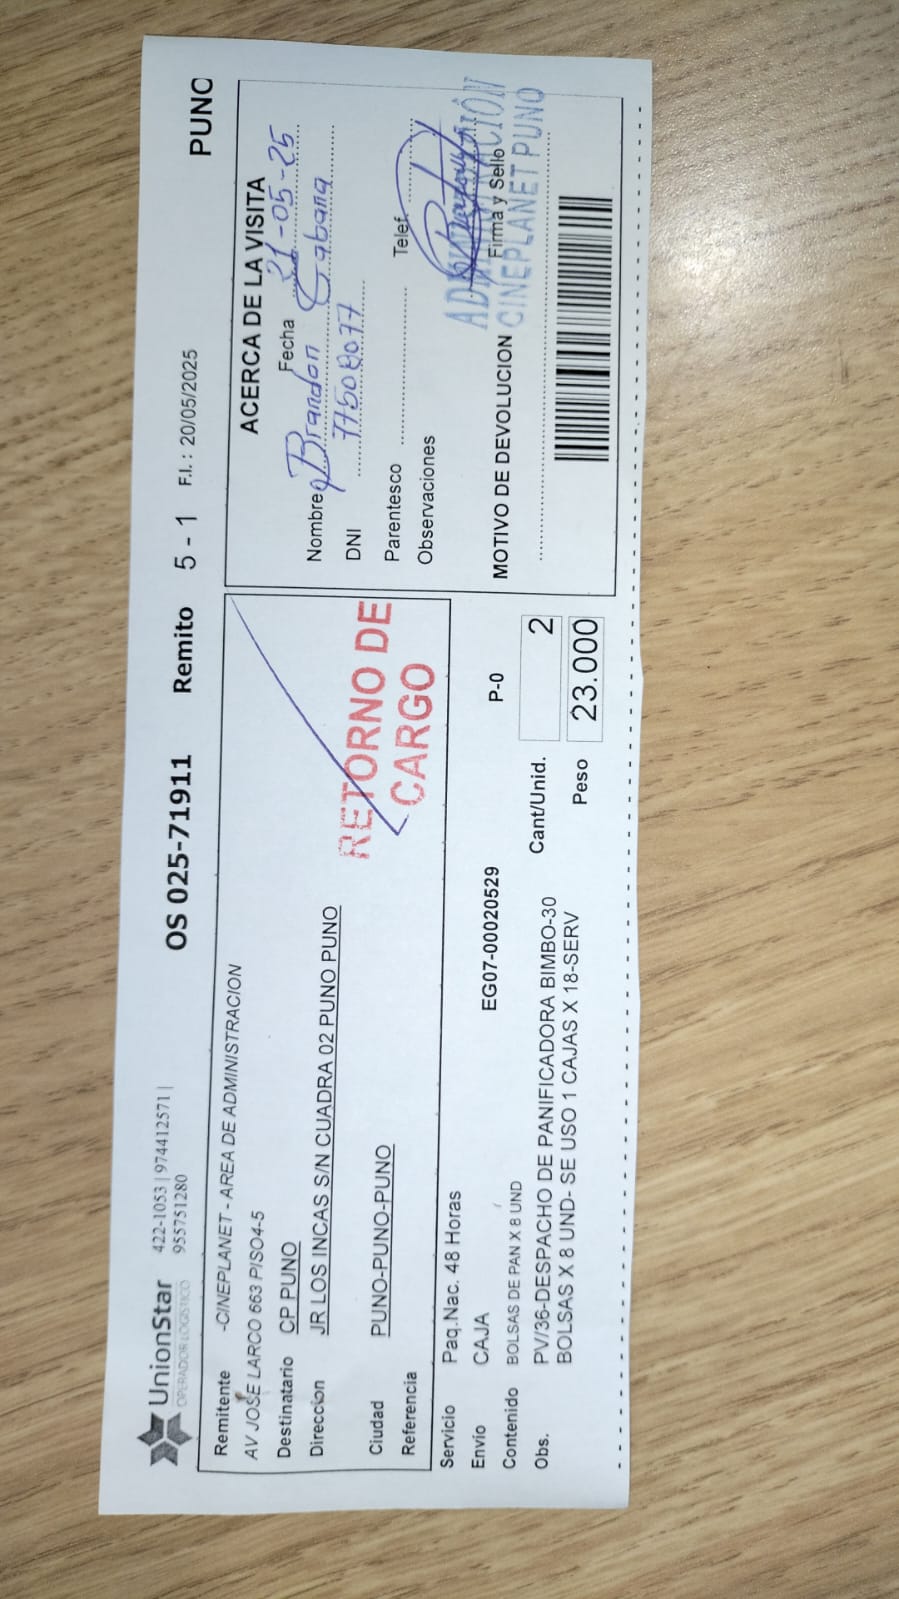 UnionStar
OPERADOR LOGISTICO
422-1053 | 974412571 |
955751280
OS 025-71911
Remito 5 - 1
F.I. : 20/05/2025
PUNO
Remitente -CINEPLANET - AREA DE ADMINISTRACION
AV JOSE LARCO 663 PISO4-5
Destinatario CP PUNO
Direccion JR LOS INCAS S/N CUADRA 02 PUNO PUNO
Ciudad PUNO-PUNO-PUNO
Referencia
RETORNO DE
CARGO
Servicio Paq.Nac. 48 Horas
Envío CAJA EG07-00020529 P-0
Contenido BOLSAS DE PAN X 8 UND
Obs. PV/36-DESPACHO DE PANIFICADORA BIMBO-30
BOLSAS X 8 UND- SE USO 1 CAJAS X 18-SERV
Cant/Unid. 2
Peso 23.000
ACERCA DE LA VISITA
Fecha 21-05-25
Nombre Brandon Cabana
DNI
Parentesco Telef.
Observaciones
ADMINISTRACIÓN
CINEPLANET PUNO
MOTIVO DE DEVOLUCION Firma y Sello